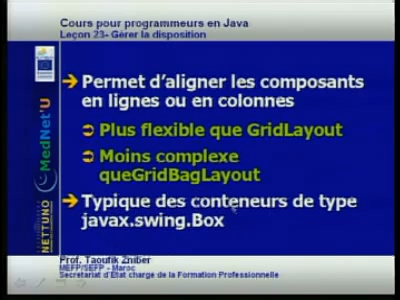 Cours pour programmeurs en Java
Leçon 23- Gérer la disposition
Permet d'aligner les composants
en lignes ou en colonnes
Plus flexible que GridLayout
Moins complexe
queGridBagLayout
Typique des conteneurs de type
javax.swing.Box
NETTUNO MedNet'U
Prof. Taoufik Zniber
MEFP/SEFP - Maroc
Secrétariat d'Etat chargé de la Formation Professionnelle